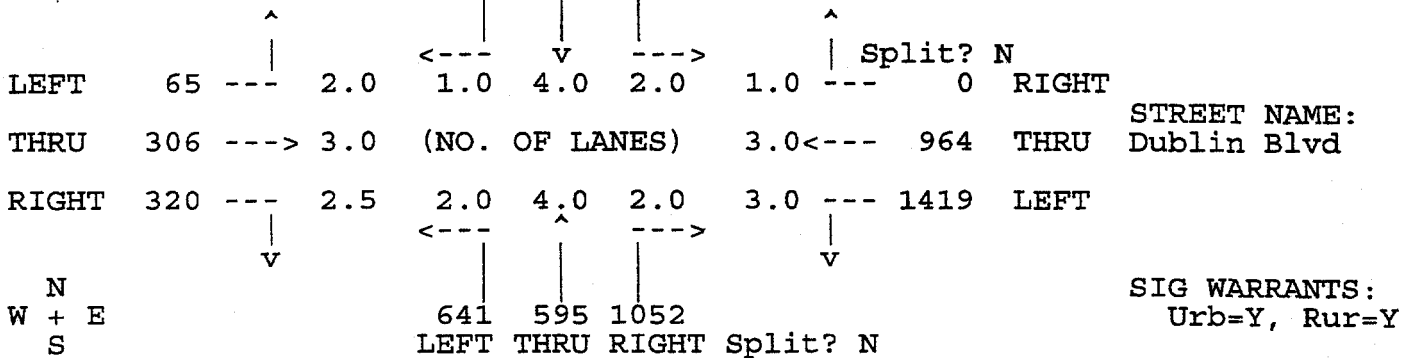 ^ ^
<--- v ---> | Split? N
LEFT 65 --- 2.0 1.0 4.0 2.0 1.0 --- 0 RIGHT
STREET NAME:
THRU 306 ---> 3.0 (NO. OF LANES) 3.0<--- 964 THRU Dublin Blvd
RIGHT 320 --- 2.5 2.0 4.0 2.0 3.0 --- 1419 LEFT
<--- ^ --->
v v
N SIG WARRANTS:
W + E 641 595 1052 Urb=Y, Rur=Y
S LEFT THRU RIGHT Split? N